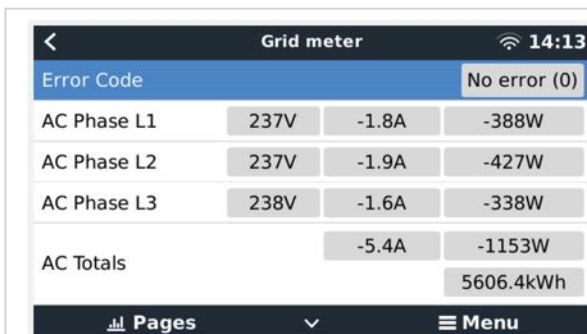 Grid meter 14:13
Error Code No error (0)
AC Phase L1 237V -1.8A -388W
AC Phase L2 237V -1.9A -427W
AC Phase L3 238V -1.6A -338W
AC Totals -5.4A -1153W
5606.4kWh
Pages Menu